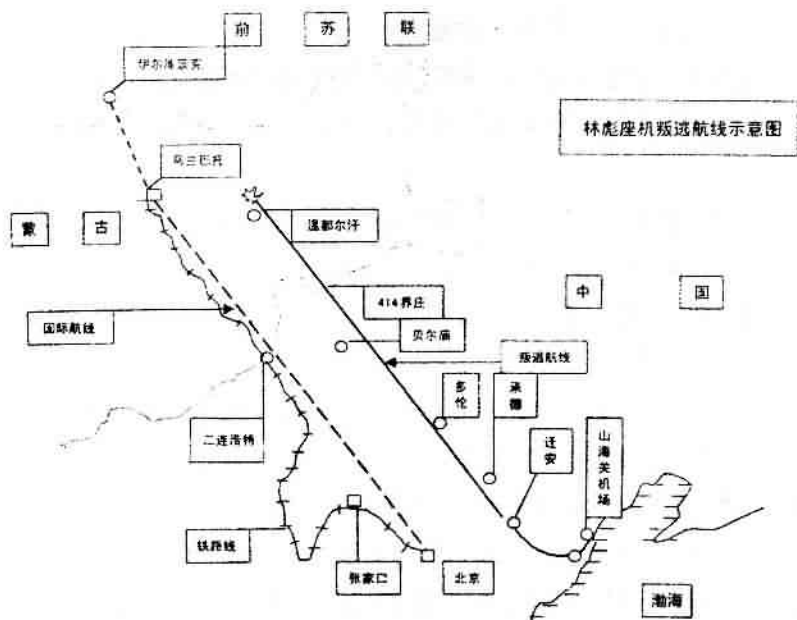 前 苏 联
伊尔库茨克
林彪座机叛逃航线示意图
乌兰巴托
蒙 古
温都尔汗
中 国
414界庄
国际航线
贝尔庙
叛逃航线
多伦
承德
二连浩特
迁安
山海关机场
铁路线
张家口
北京
渤海